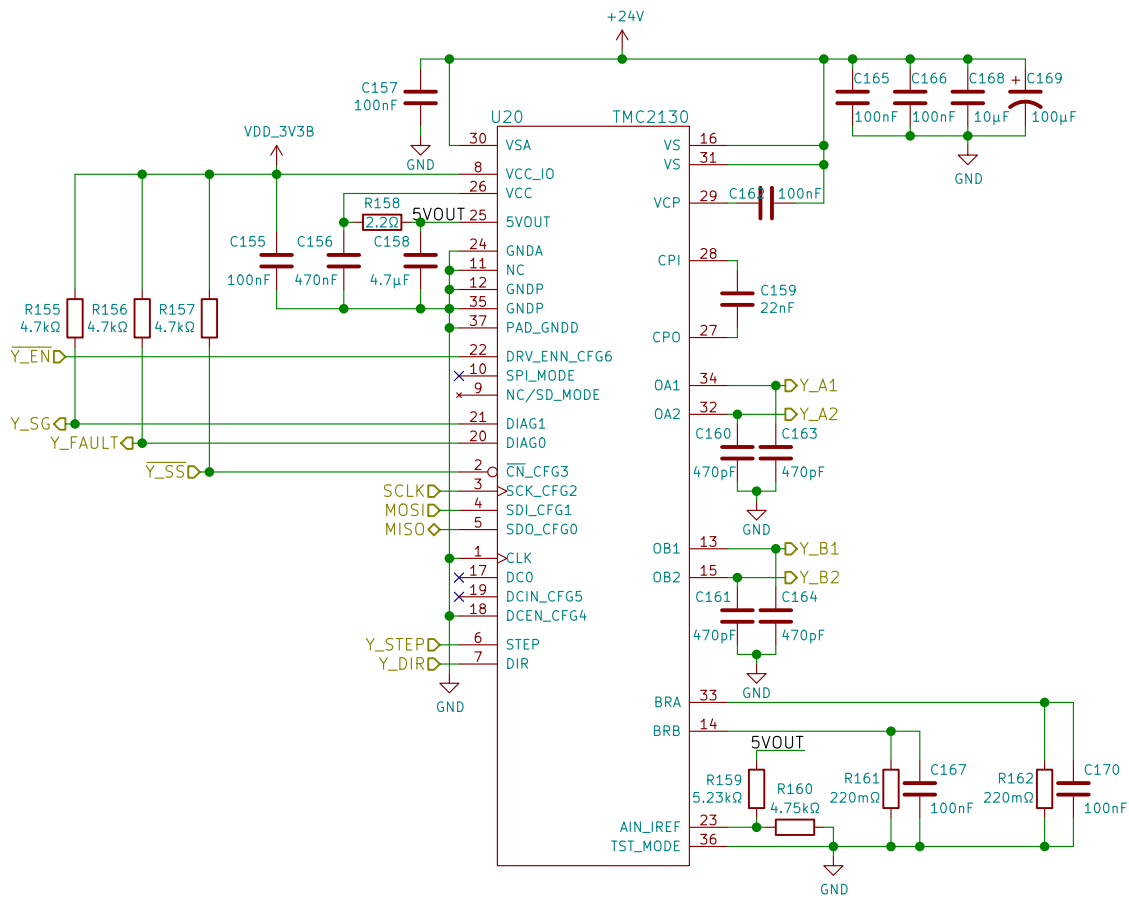 +24V
C157
100nF
GND
C165
100nF
C166
100nF
C168
10µF
+
C169
100µF
GND
VDD_3V3B
U20
TMC2130
30
VSA
8
VCC_IO
26
VCC
25
5VOUT
24
GNDA
11
NC
12
GNDP
35
GNDP
37
PAD_GNDD
22
DRV_ENN_CFG6
10
SPI_MODE
9
NC/SD_MODE
21
DIAG1
20
DIAG0
2
CN_CFG3
3
SCK_CFG2
4
SDI_CFG1
5
SDO_CFG0
1
CLK
17
DCO
19
DCIN_CFG5
18
DCEN_CFG4
6
STEP
7
DIR
R158
2.2Ω
5VOUT
C155
100nF
C156
470nF
C158
4.7µF
R155
4.7kΩ
R156
4.7kΩ
R157
4.7kΩ
Y_EN
Y_SG
Y_FAULT
Y_SS
SCLK
MOSI
MISO
Y_STEP
Y_DIR
GND
VS
16
VS
31
VCP
29
C162
100nF
CPI
28
C159
22nF
CPO
27
OA1
34
Y_A1
OA2
32
Y_A2
C160
470pF
C163
470pF
GND
OB1
13
Y_B1
OB2
15
Y_B2
C161
470pF
C164
470pF
GND
BRA
33
BRB
14
5VOUT
R159
5.23kΩ
R160
4.75kΩ
R161
220mΩ
C167
100nF
R162
220mΩ
C170
100nF
AIN_IREF
23
TST_MODE
36
GND